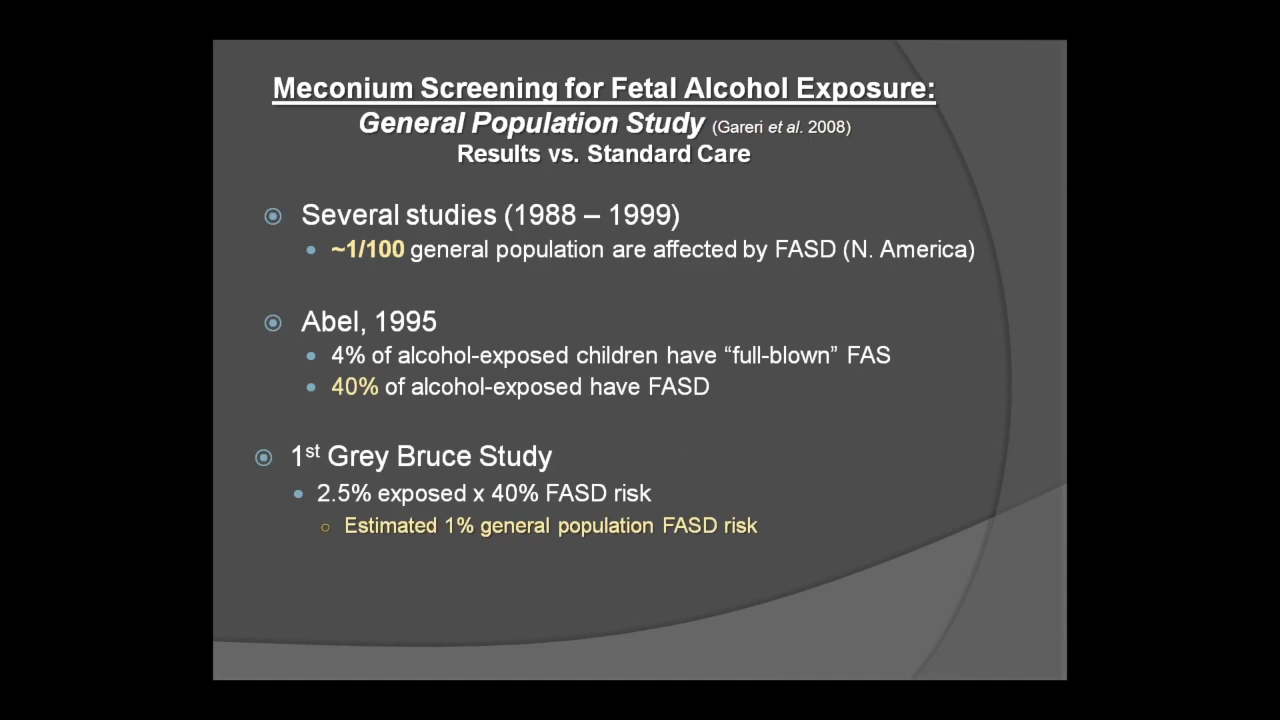 Meconium Screening for Fetal Alcohol Exposure:
General Population Study (Gareri et al. 2008)
Results vs. Standard Care
Several studies (1988 – 1999)
~1/100 general population are affected by FASD (N. America)
Abel, 1995
4% of alcohol-exposed children have “full-blown” FAS
40% of alcohol-exposed have FASD
1st Grey Bruce Study
2.5% exposed x 40% FASD risk
Estimated 1% general population FASD risk